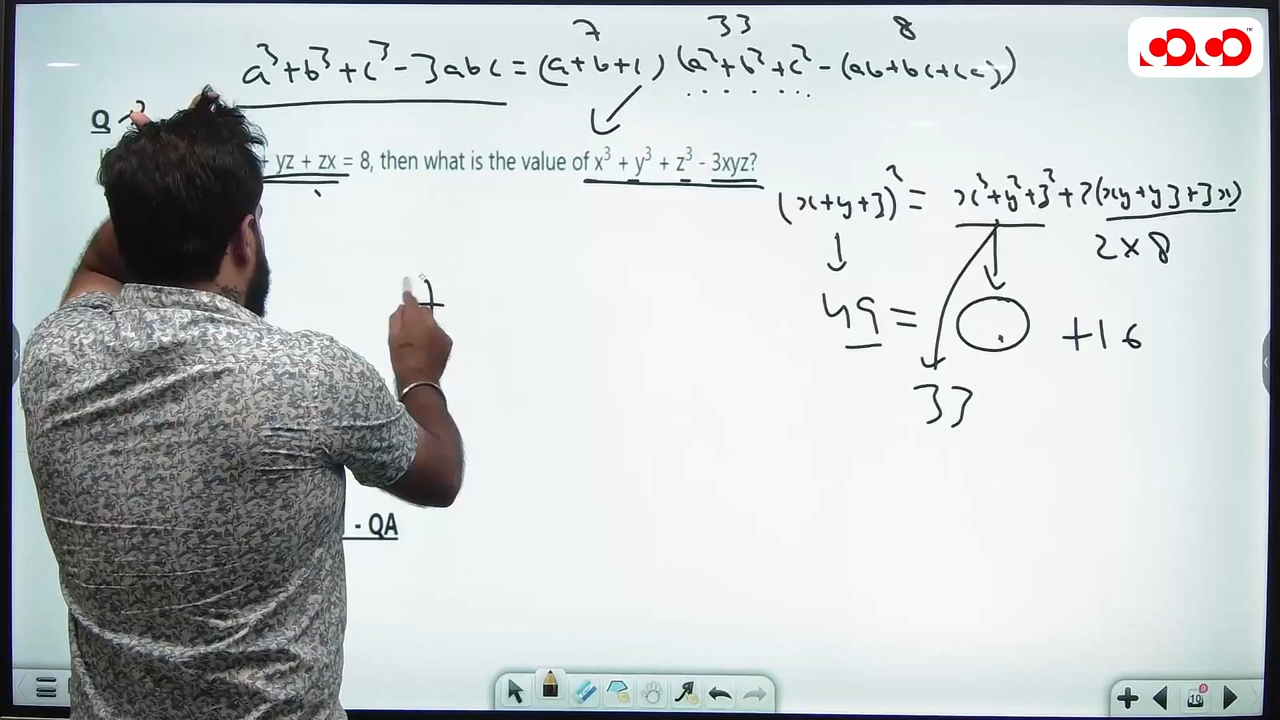 7 33 8
a³+b³+c³-3abc = (a+b+c) (a²+b²+c²-(ab+bc+ca))
Q
+ yz + zx = 8, then what is the value of x³ + y³ + z³ - 3xyz?
(x+y+z)² = x²+y²+z²+2(xy+yz+zx)
2×8
49 = +16
33
- QA
10